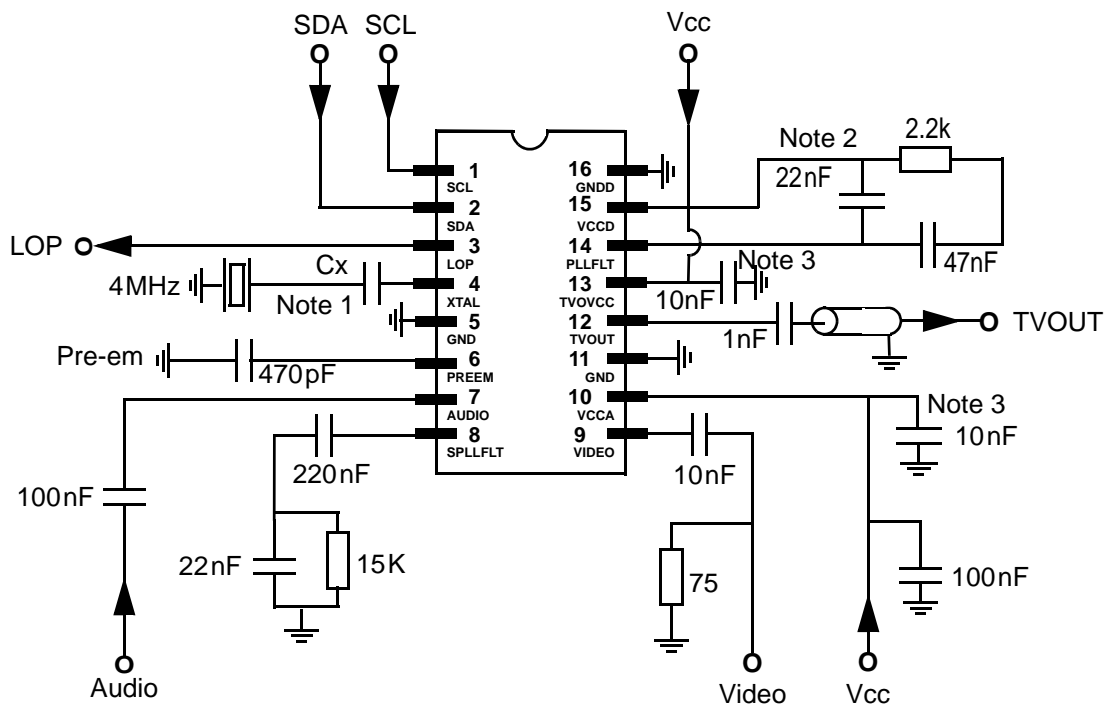 SDA SCL
Vcc
Note 2
2.2k
22nF
47nF
1
SCL
2
SDA
3
LOP
4
XTAL
5
GND
6
PREEM
7
AUDIO
8
SPLLFLT
16
GNDD
15
VCCD
14
PLLFLT
13
TVOVCC
12
TVOUT
11
GND
10
VCCA
9
VIDEO
LOP
4MHz
Cx
Note 1
Pre-em
470pF
Note 3
10nF
1nF
TVOUT
Note 3
10nF
220nF
10nF
100nF
22nF
15K
75
100nF
Audio
Video
Vcc